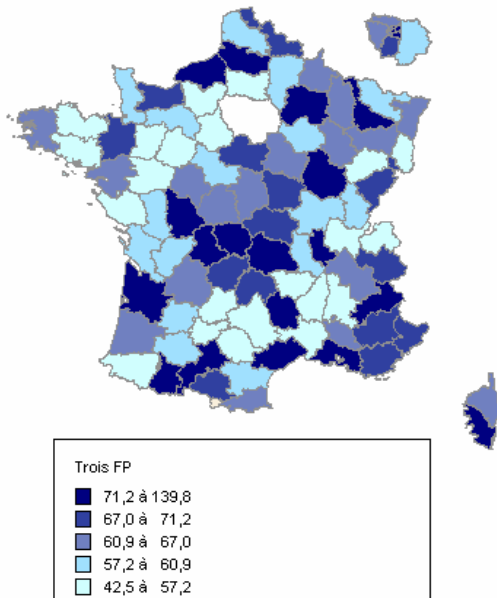 Trois FP
71,2 à 139,8
67,0 à 71,2
60,9 à 67,0
57,2 à 60,9
42,5 à 57,2